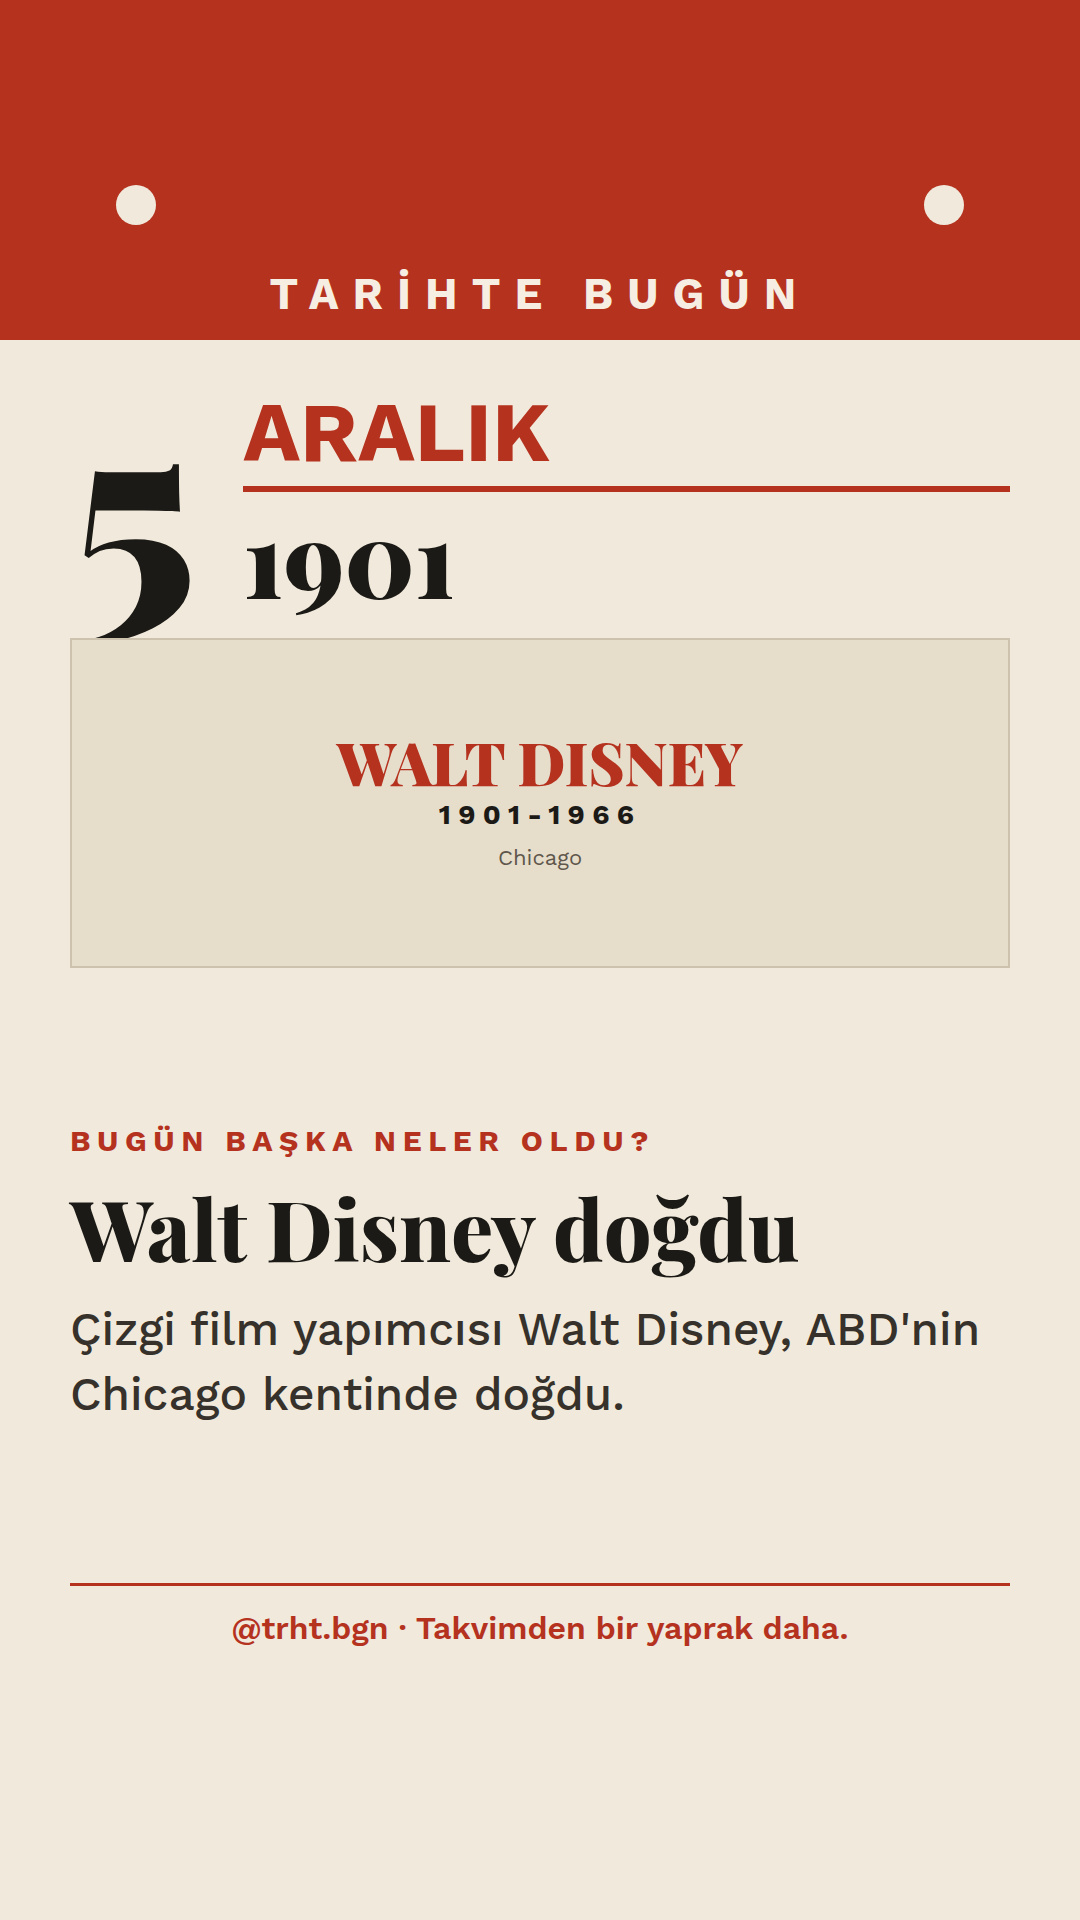 TARİHTE BUGÜN
ARALIK
5
1901
WALT DISNEY
1901-1966
Chicago
BUGÜN BAŞKA NELER OLDU?
Walt Disney doğdu
Çizgi film yapımcısı Walt Disney, ABD'nin
Chicago kentinde doğdu.
@trht.bgn · Takvimden bir yaprak daha.